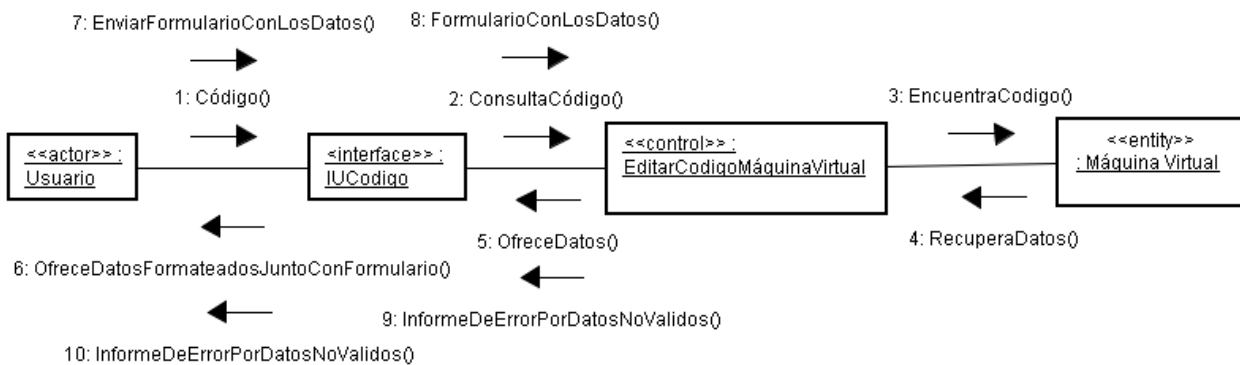 7: EnviarFormularioConLosDatos()
8: FormularioConLosDatos()
1: Código()
2: ConsultaCódigo()
3: EncuentraCodigo()
<<actor>> :
Usuario
<interface>> :
IUCodigo
<<control>> :
EditarCodigoMáquinaVirtual
<<entity>>
: Máquina Virtual
5: OfreceDatos()
4: RecuperaDatos()
6: OfreceDatosFormateadosJuntoConFormulario()
9: InformeDeErrorPorDatosNoValidos()
10: InformeDeErrorPorDatosNoValidos()